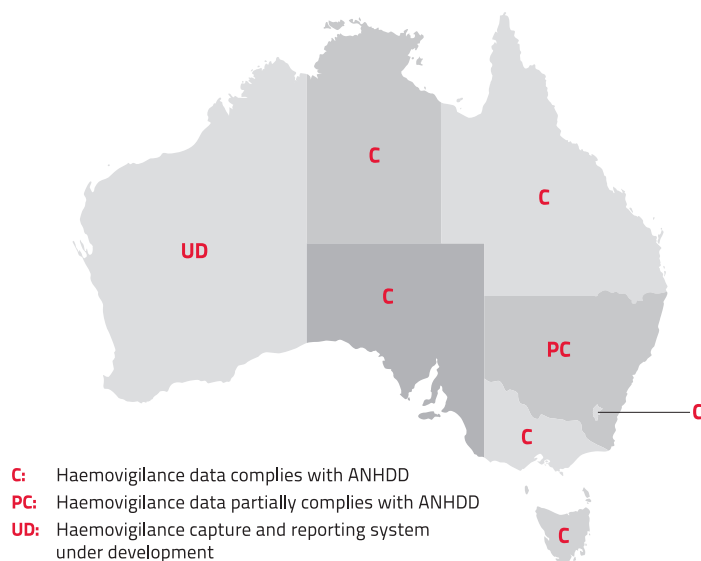 C
C
UD
C
PC
C
C
C
C: Haemovigilance data complies with ANHDD
PC: Haemovigilance data partially complies with ANHDD
UD: Haemovigilance capture and reporting system
under development